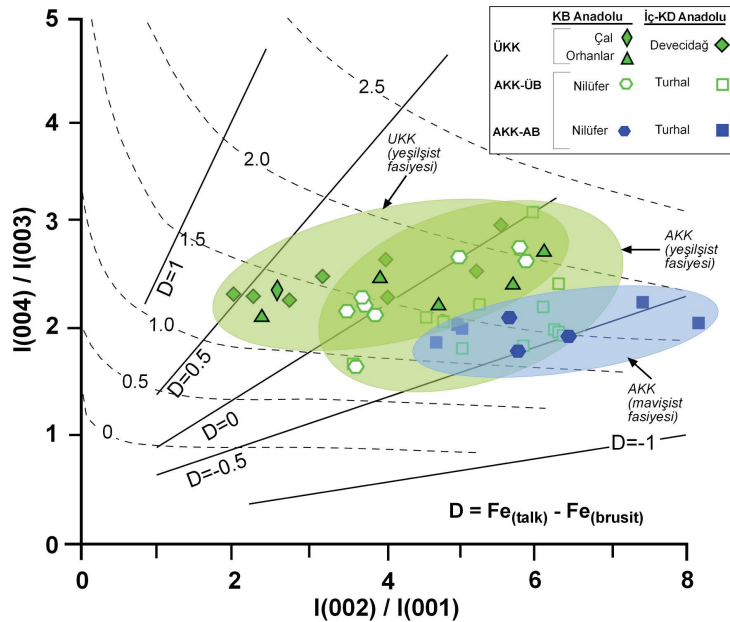 KB Anadolu İç-KD Anadolu
ÜKK Çal Devecidağ
Orhanlar
AKK-ÜB Nilüfer Turhal
AKK-AB Nilüfer Turhal
5
4
3
2
1
0
I(004) / I(003)
2.5
2.0
1.5
1.0
0.5
0
UKK
(yeşilşist
fasiyesi)
AKK
(yeşilşist
fasiyesi)
AKK
(mavişist
fasiyesi)
D=1
D=0.5
D=0
D=-0.5
D=-1
D = Fe(talk) - Fe(brusit)
0 2 4 6 8
I(002) / I(001)